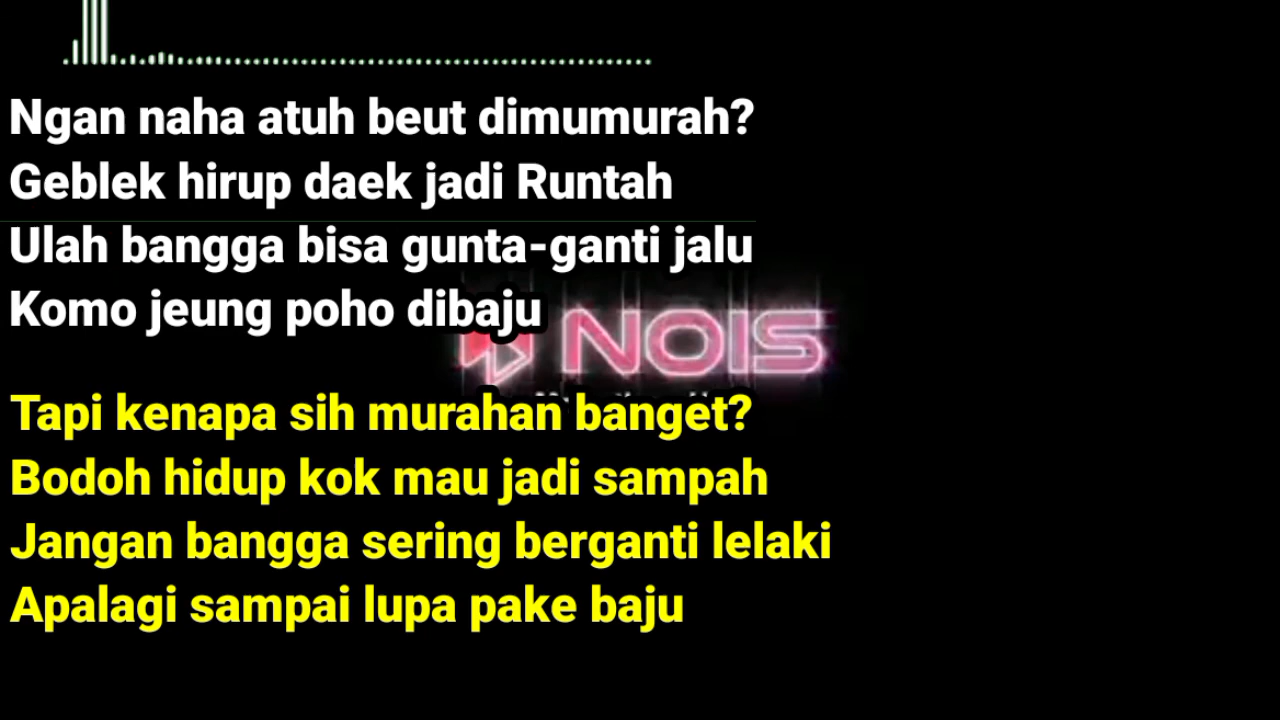 Ngan naha atuh beut dimumurah?
Geblek hirup daek jadi Runtah
Ulah bangga bisa gunta-ganti jalu
Komo jeung poho dibaju
NOIS
Tapi kenapa sih murahan banget?
Bodoh hidup kok mau jadi sampah
Jangan bangga sering berganti lelaki
Apalagi sampai lupa pake baju